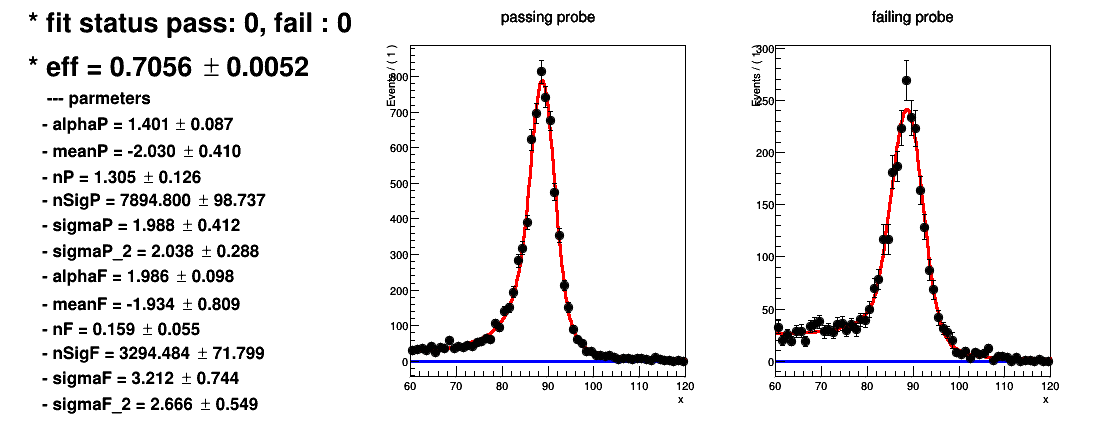 * fit status pass: 0, fail : 0
* eff = 0.7056 ± 0.0052
--- parmeters
- alphaP = 1.401 ± 0.087
- meanP = -2.030 ± 0.410
- nP = 1.305 ± 0.126
- nSigP = 7894.800 ± 98.737
- sigmaP = 1.988 ± 0.412
- sigmaP_2 = 2.038 ± 0.288
- alphaF = 1.986 ± 0.098
- meanF = -1.934 ± 0.809
- nF = 0.159 ± 0.055
- nSigF = 3294.484 ± 71.799
- sigmaF = 3.212 ± 0.744
- sigmaF_2 = 2.666 ± 0.549
passing probe
Events / ( 1 )
800
700
600
500
400
300
200
100
0
60 70 80 90 100 110 120
x
failing probe
Events / ( 1 )
300
250
200
150
100
50
0
60 70 80 90 100 110 120
x